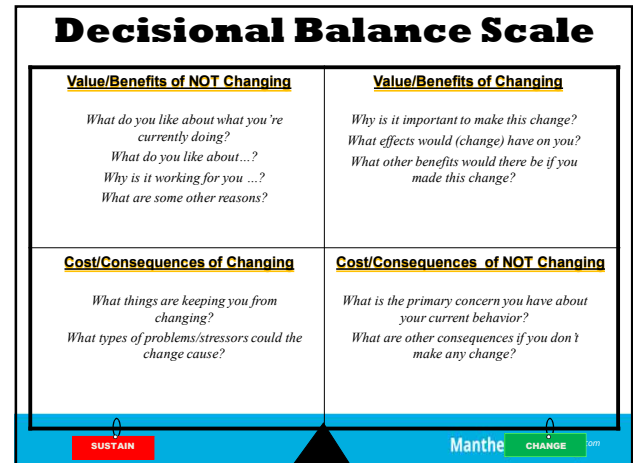 Decisional Balance Scale
Value/Benefits of NOT Changing
What do you like about what you're
currently doing?
What do you like about…?
Why is it working for you …?
What are some other reasons?
Value/Benefits of Changing
Why is it important to make this change?
What effects would (change) have on you?
What other benefits would there be if you
made this change?
Cost/Consequences of Changing
What things are keeping you from
changing?
What types of problems/stressors could the
change cause?
Cost/Consequences of NOT Changing
What is the primary concern you have about
your current behavior?
What are other consequences if you don't
make any change?
SUSTAIN
Manthe
CHANGE
com